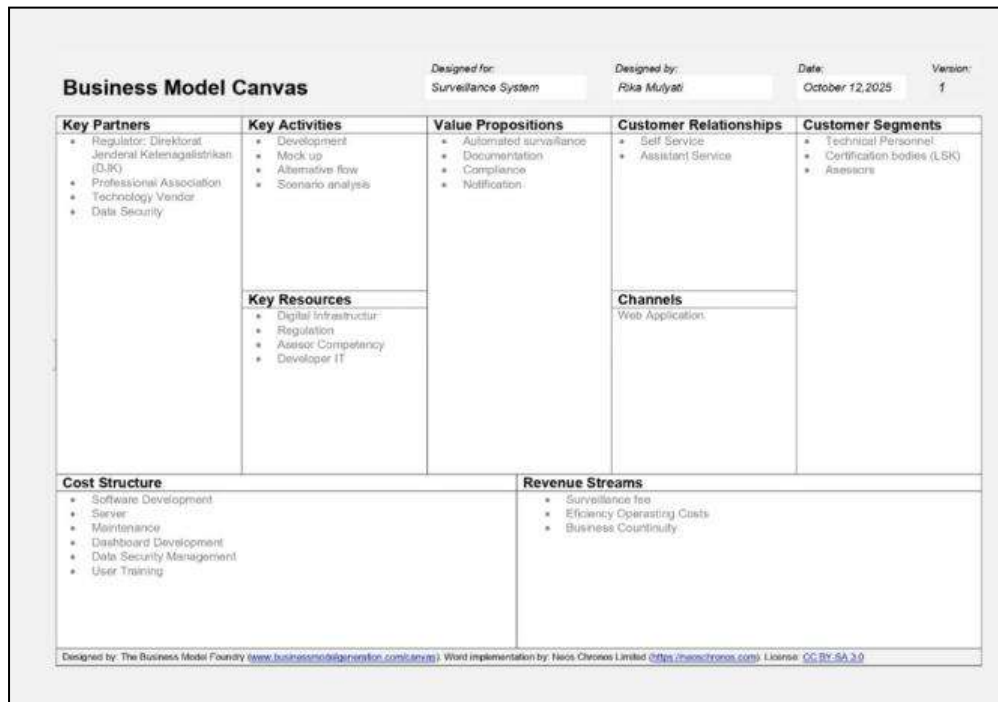 Business Model Canvas
Designed for:
Surveillance System
Designed by:
Rika Mulyati
Date:
October 12,2025
Version:
1
Key Partners
• Regulator: Direktorat
Jenderal Ketenagalistrikan
(DJK)
• Professional Association
• Technology Vendor
• Data Security
Key Activities
• Development
• Mock up
• Alternative flow
• Scenario analysis
Key Resources
• Digital Infrastructur
• Regulation
• Asesor Competency
• Developer IT
Value Propositions
• Automated survaillance
• Documentation
• Compliance
• Notification
Customer Relationships
• Self Service
• Assistant Service
Channels
Web Application
Customer Segments
• Technical Personnel
• Certification bodies (LSK)
• Asessors
Cost Structure
• Software Development
• Server
• Maintenance
• Dashboard Development
• Data Security Management
• User Training
Revenue Streams
• Surveillance fee
• Eficiency Operasting Costs
• Business Countinuity
Designed by: The Business Model Foundry (www.businessmodelgeneration.com/canvas). Word implementation by: Neos Chronos Limited (https://neoschronos.com). License: CC BY-SA 3.0